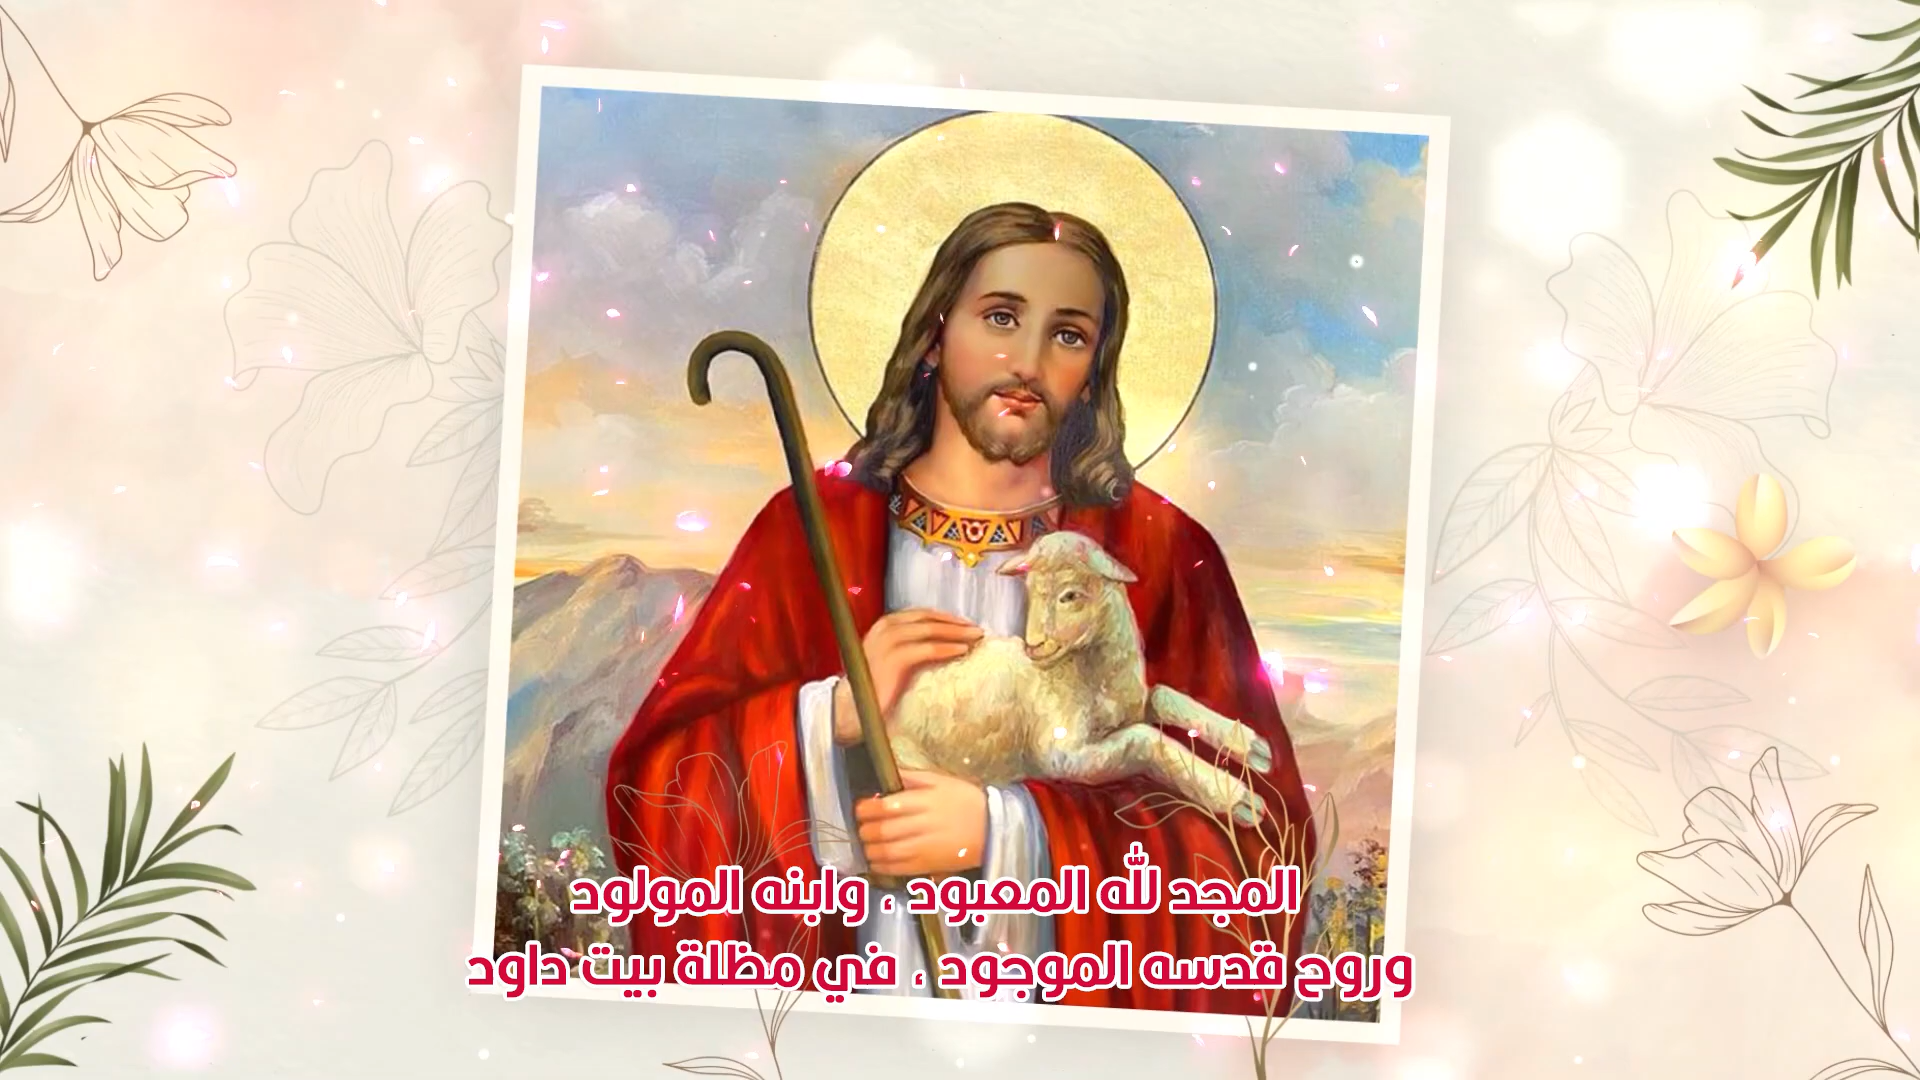 المجد لله المعبود ، وابنه المولود
وروح قدسه الموجود ، في مظلة بيت داود